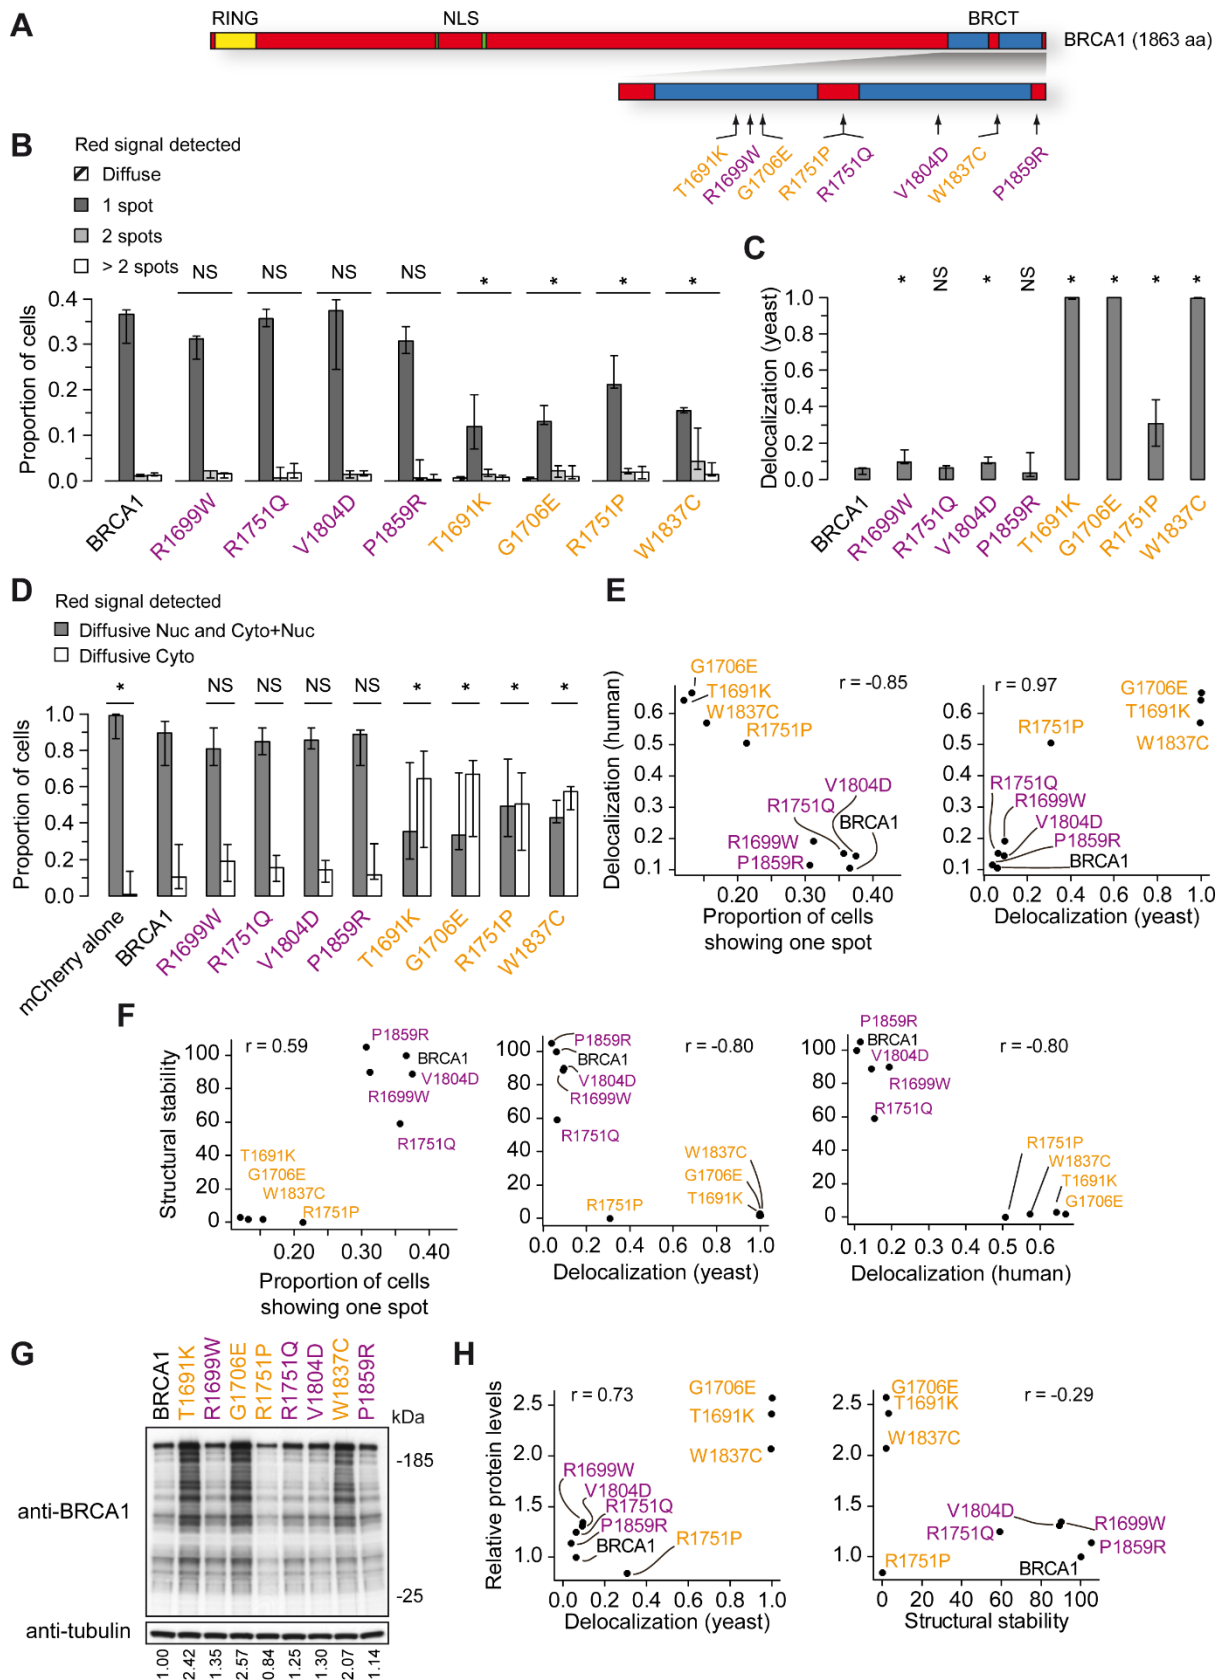 A
RING NLS BRCT
BRCA1 (1863 aa)
T1691K R1699W G1706E R1751P R1751Q V1804D W1837C P1859R
B
Red signal detected
Diffuse
1 spot
2 spots
> 2 spots
NS NS NS NS * * * *
Proportion of cells
0.4
0.3
0.2
0.1
0.0
BRCA1 R1699W R1751Q V1804D P1859R T1691K G1706E R1751P W1837C
C
* NS * NS * * * *
Delocalization (yeast)
1.0
0.8
0.6
0.4
0.2
0.0
BRCA1 R1699W R1751Q V1804D P1859R T1691K G1706E R1751P W1837C
D
Red signal detected
Diffusive Nuc and Cyto+Nuc
Diffusive Cyto
* NS NS NS NS * * * *
Proportion of cells
1.0
0.8
0.6
0.4
0.2
0.0
mCherry alone BRCA1 R1699W R1751Q V1804D P1859R T1691K G1706E R1751P W1837C
E
Delocalization (human)
0.6
0.5
0.4
0.3
0.2
0.1
G1706E
r = -0.85
T1691K
W1837C
R1751P
V1804D
R1751Q
BRCA1
R1699W
P1859R
0.20 0.30 0.40
Proportion of cells
showing one spot
r = 0.97
0.6
0.5
0.4
0.3
0.2
0.1
G1706E
T1691K
R1751P
W1837C
R1751Q
R1699W
V1804D
P1859R
BRCA1
0.0 0.2 0.4 0.6 0.8 1.0
Delocalization (yeast)
F
Structural stability
100
80
60
40
20
0
r = 0.59
P1859R
BRCA1
V1804D
R1699W
R1751Q
T1691K
G1706E
W1837C
R1751P
0.20 0.30 0.40
Proportion of cells
showing one spot
100
80
60
40
20
0
P1859R
r = -0.80
BRCA1
V1804D
R1699W
R1751Q
W1837C
G1706E
T1691K
R1751P
0.0 0.2 0.4 0.6 0.8 1.0
Delocalization (yeast)
100
80
60
40
20
0
P1859R
BRCA1
r = -0.80
V1804D
R1699W
R1751Q
R1751P
W1837C
T1691K
G1706E
0.1 0.2 0.3 0.4 0.5 0.6
Delocalization (human)
G
BRCA1 T1691K R1699W G1706E R1751P R1751Q V1804D W1837C P1859R
kDa
-185
anti-BRCA1
-25
anti-tubulin
1.00 2.42 1.35 2.57 0.84 1.25 1.30 2.07 1.14
H
Relative protein levels
2.5
2.0
1.5
1.0
r = 0.73
G1706E
T1691K
W1837C
R1699W
V1804D
R1751Q
P1859R
R1751P
BRCA1
0.0 0.2 0.4 0.6 0.8 1.0
Delocalization (yeast)
2.5
2.0
1.5
1.0
G1706E
r = -0.29
T1691K
W1837C
V1804D
R1699W
R1751Q
P1859R
R1751P
BRCA1
0 20 40 60 80 100
Structural stability